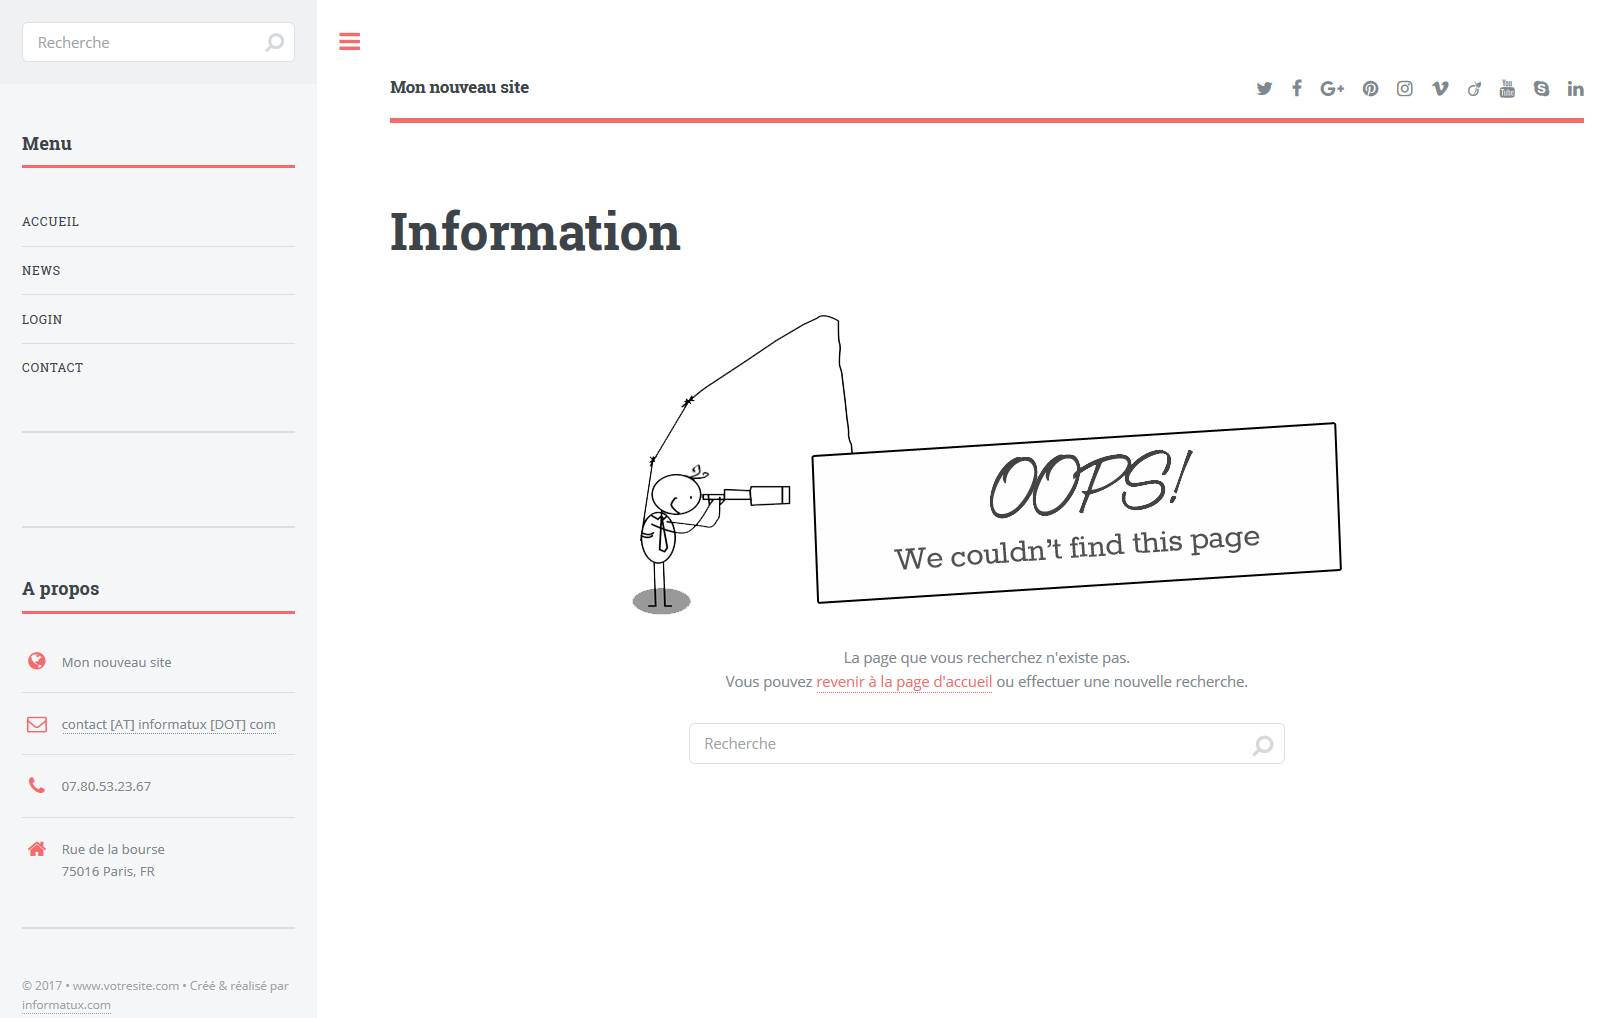 Recherche
Menu
ACCUEIL
NEWS
LOGIN
CONTACT
A propos
Mon nouveau site
contact [AT] informatux [DOT] com
07.80.53.23.67
Rue de la bourse
75016 Paris, FR
© 2017 • www.votresite.com • Créé & réalisé par
informatux.com
Mon nouveau site
You
Tube
Information
OOPS!
We couldn't find this page
La page que vous recherchez n'existe pas.
Vous pouvez revenir à la page d'accueil ou effectuer une nouvelle recherche.
Recherche